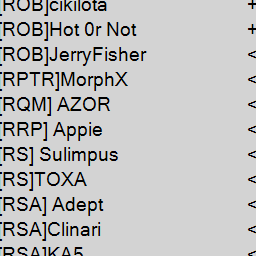 [ROB]cikilota +
[ROB]Hot 0r Not +
[ROB]JerryFisher <
[RPTR]MorphX <
[RQM] AZOR <
[RRP] Appie <
[RS] Sulimpus <
[RS]TOXA <
[RSA] Adept <
[RSA]Clinari <
[RSA]KA5 <